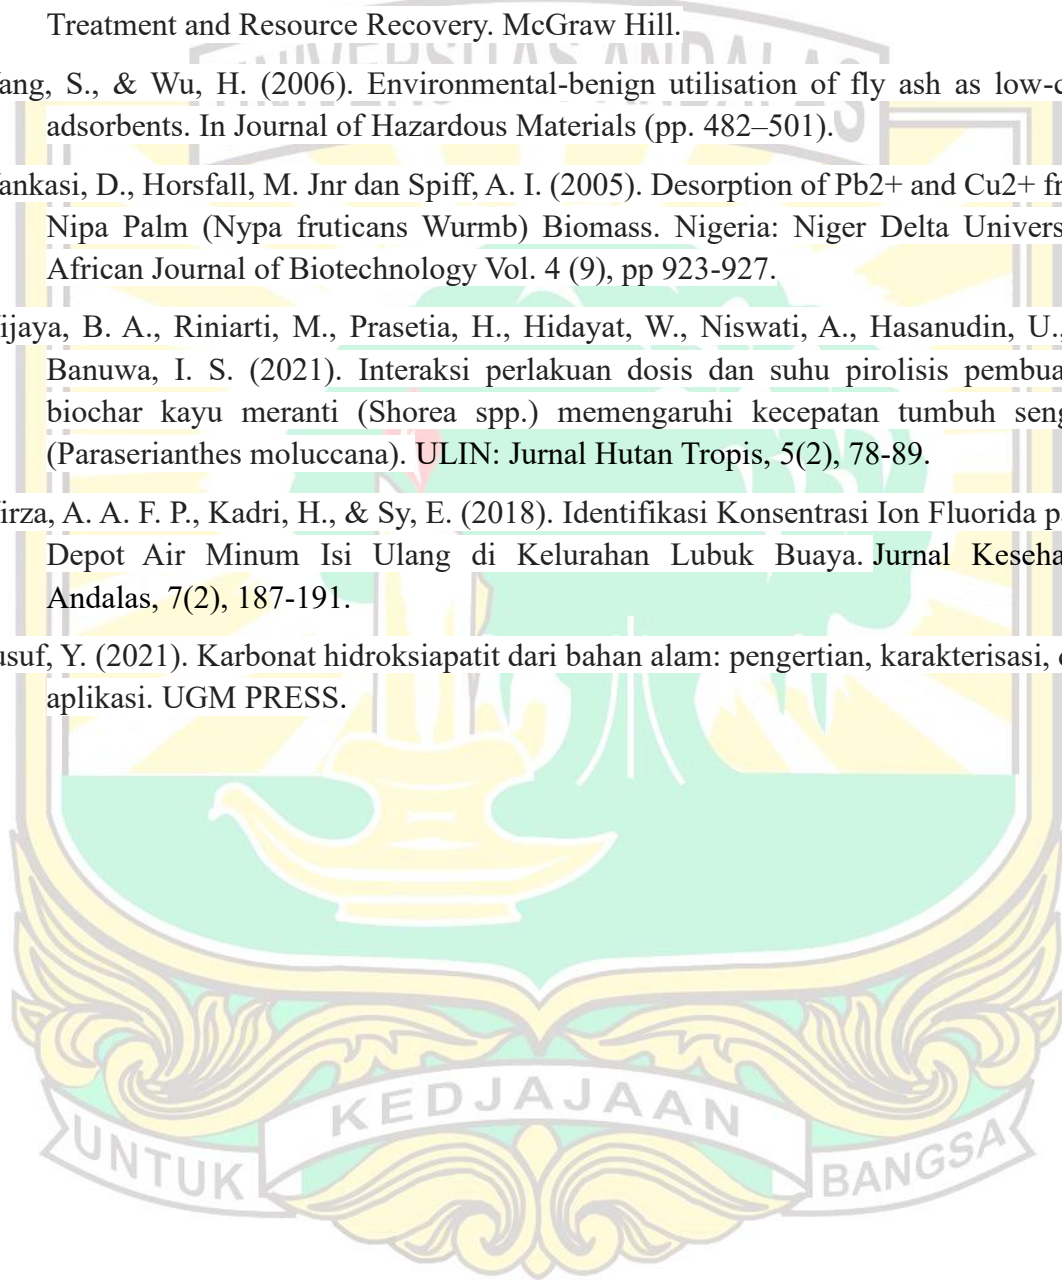 Treatment and Resource Recovery. McGraw Hill.
UNIVERSITAS ANDALAS
ang, S., & Wu, H. (2006). Environmental-benign utilisation of fly ash as low-c
adsorbents. In Journal of Hazardous Materials (pp. 482–501).
ankasi, D., Horsfall, M. Jnr dan Spiff, A. I. (2005). Desorption of Pb2+ and Cu2+ fr
Nipa Palm (Nypa fruticans Wurmb) Biomass. Nigeria: Niger Delta Univers
African Journal of Biotechnology Vol. 4 (9), pp 923-927.
ijaya, B. A., Riniarti, M., Prasetia, H., Hidayat, W., Niswati, A., Hasanudin, U.,
Banuwa, I. S. (2021). Interaksi perlakuan dosis dan suhu pirolisis pembua
biochar kayu meranti (Shorea spp.) memengaruhi kecepatan tumbuh seng
(Paraserianthes moluccana). ULIN: Jurnal Hutan Tropis, 5(2), 78-89.
irza, A. A. F. P., Kadri, H., & Sy, E. (2018). Identifikasi Konsentrasi Ion Fluorida p
Depot Air Minum Isi Ulang di Kelurahan Lubuk Buaya. Jurnal Keseha
Andalas, 7(2), 187-191.
usuf, Y. (2021). Karbonat hidroksiapatit dari bahan alam: pengertian, karakterisasi,
aplikasi. UGM PRESS.
UNTUK KEDJAJAAN BANGSA